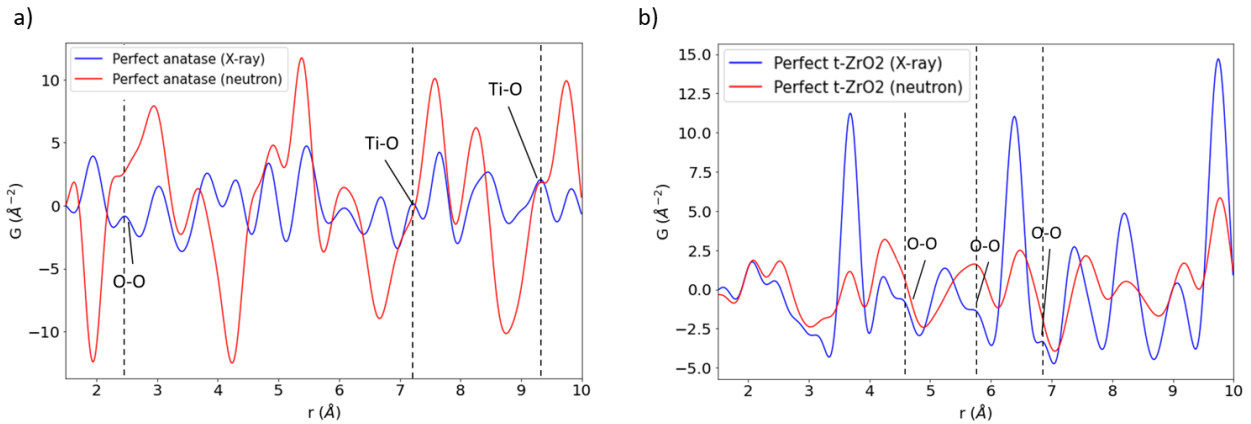 a)
Perfect anatase (X-ray)
Perfect anatase (neutron)
Ti-O
Ti-O
O-O
10
5
0
−5
−10
G (Å⁻²)
2 3 4 5 6 7 8 9 10
r (Å)
b)
Perfect t-ZrO2 (X-ray)
Perfect t-ZrO2 (neutron)
O-O
O-O
O-O
15.0
12.5
10.0
7.5
5.0
2.5
0.0
−2.5
−5.0
G (Å⁻²)
2 3 4 5 6 7 8 9 10
r (Å)